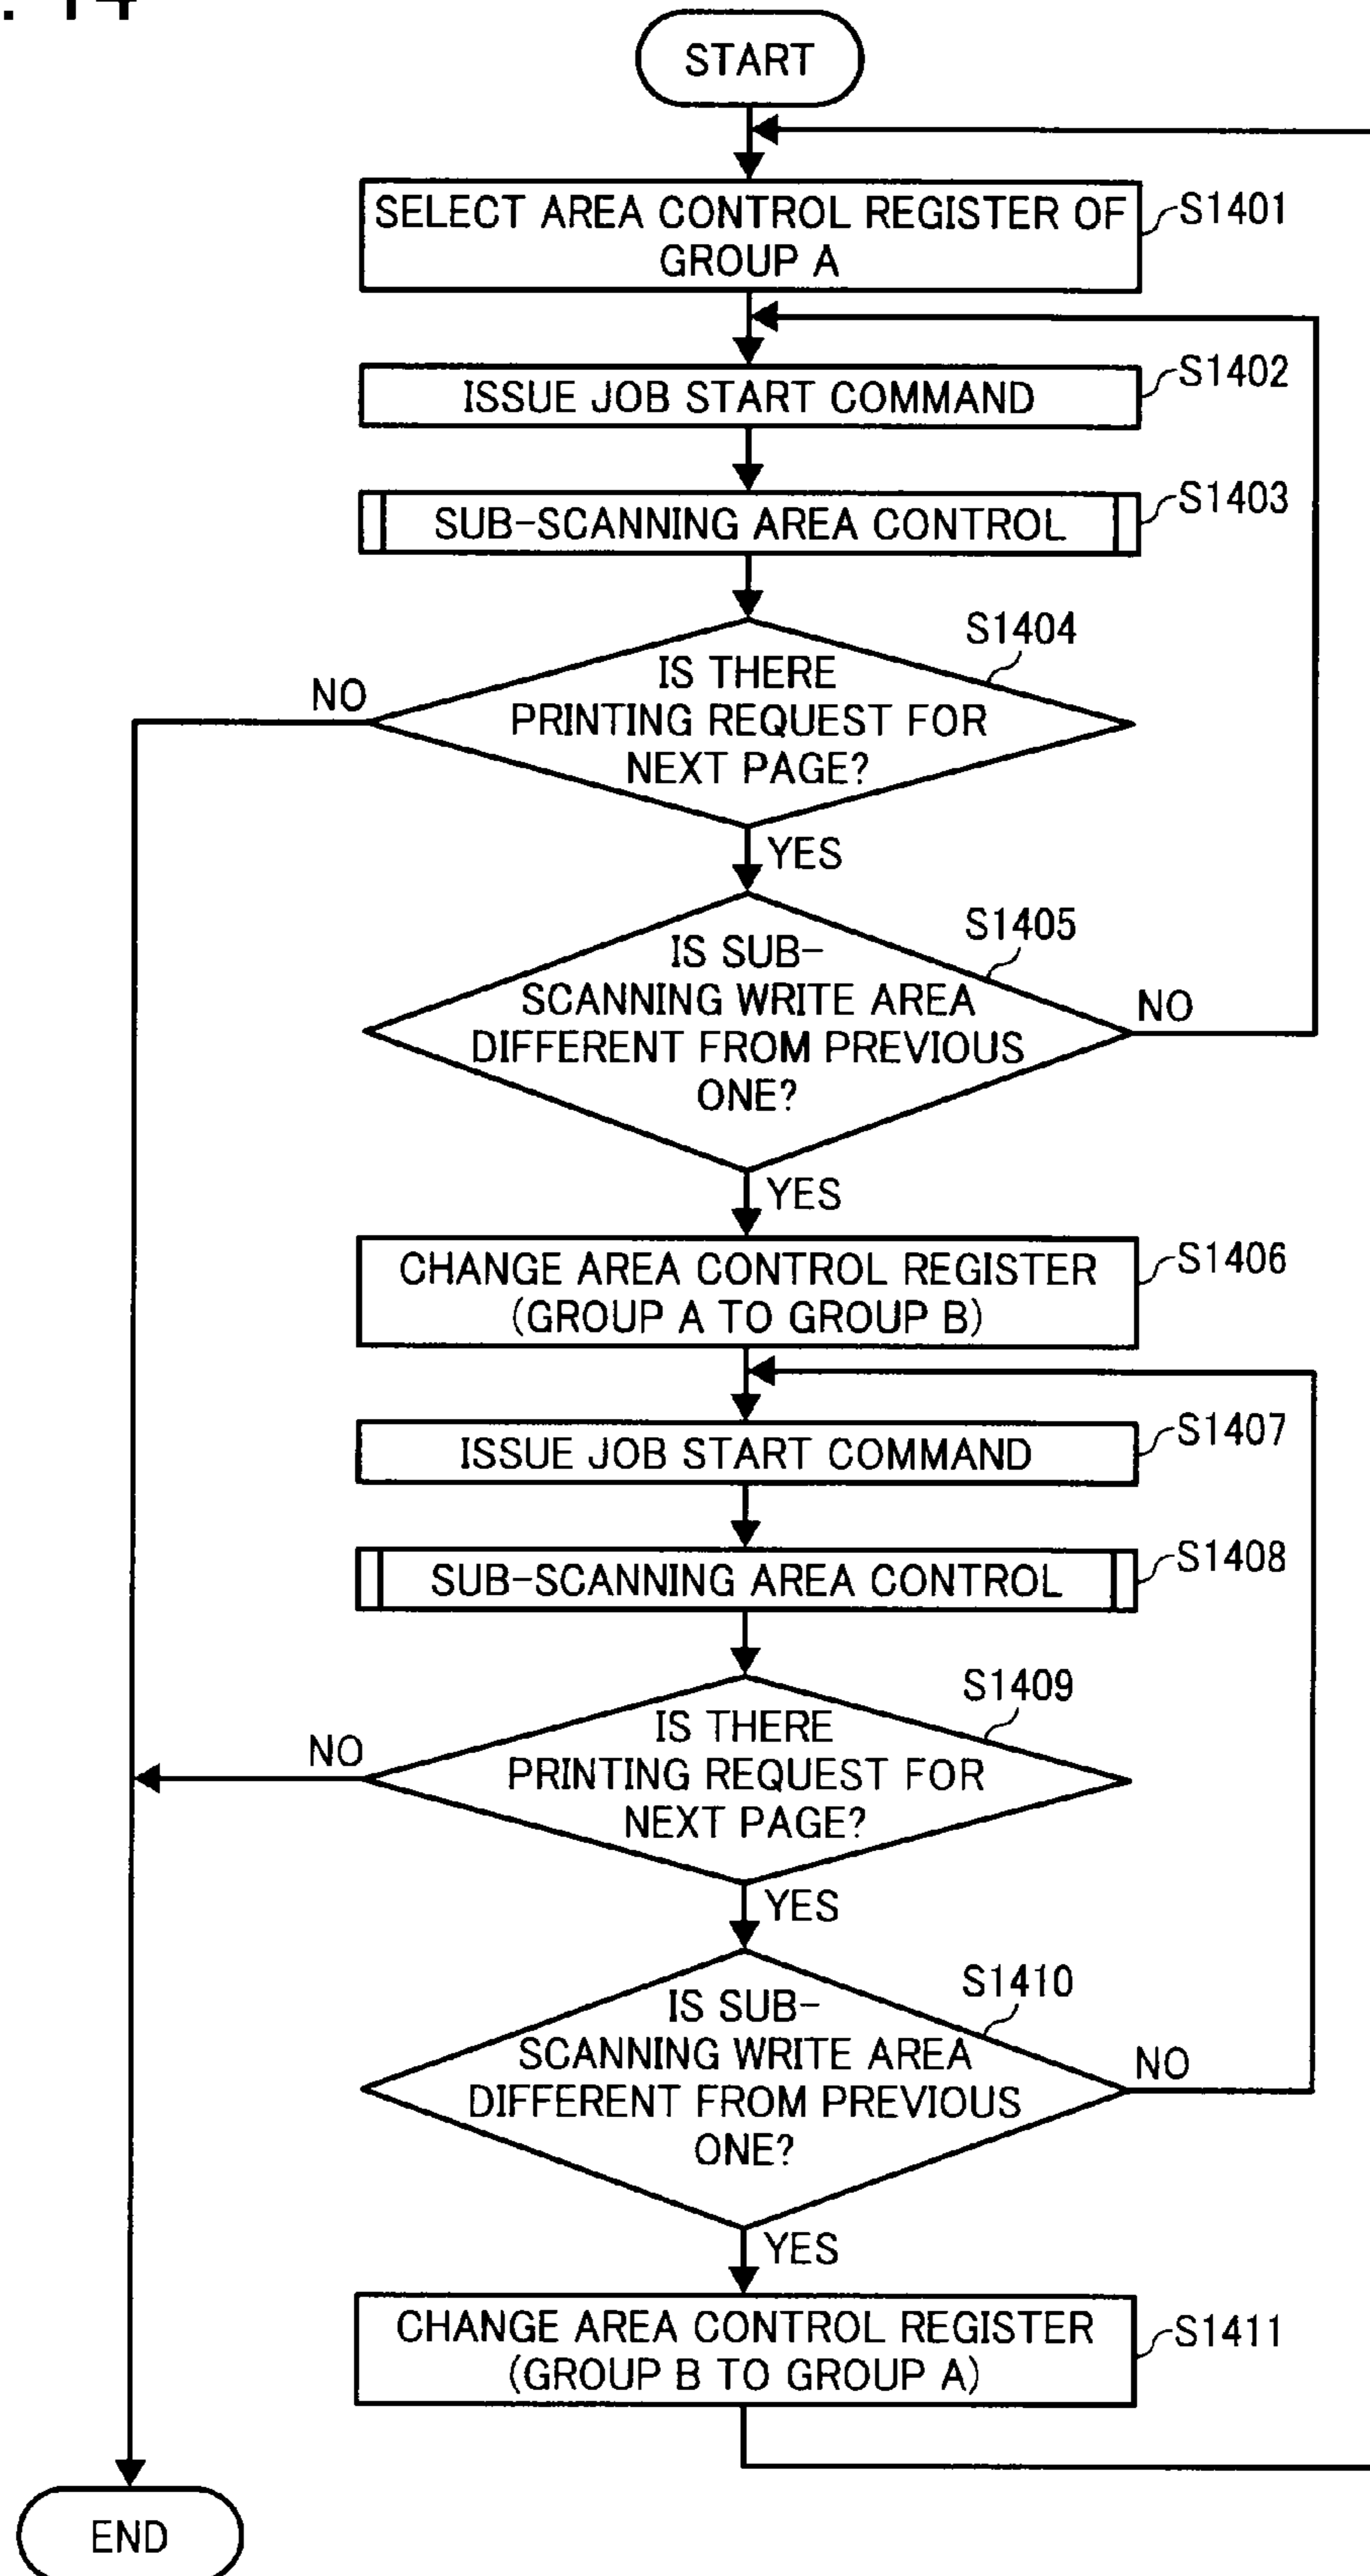 . 14
START
SELECT AREA CONTROL REGISTER OF
GROUP A
S1401
ISSUE JOB START COMMAND
S1402
SUB-SCANNING AREA CONTROL
S1403
S1404
IS THERE
PRINTING REQUEST FOR
NEXT PAGE?
NO
YES
S1405
IS SUB-
SCANNING WRITE AREA
DIFFERENT FROM PREVIOUS
ONE?
NO
YES
CHANGE AREA CONTROL REGISTER
(GROUP A TO GROUP B)
S1406
ISSUE JOB START COMMAND
S1407
SUB-SCANNING AREA CONTROL
S1408
S1409
IS THERE
PRINTING REQUEST FOR
NEXT PAGE?
NO
YES
S1410
IS SUB-
SCANNING WRITE AREA
DIFFERENT FROM PREVIOUS
ONE?
NO
YES
CHANGE AREA CONTROL REGISTER
(GROUP B TO GROUP A)
S1411
END